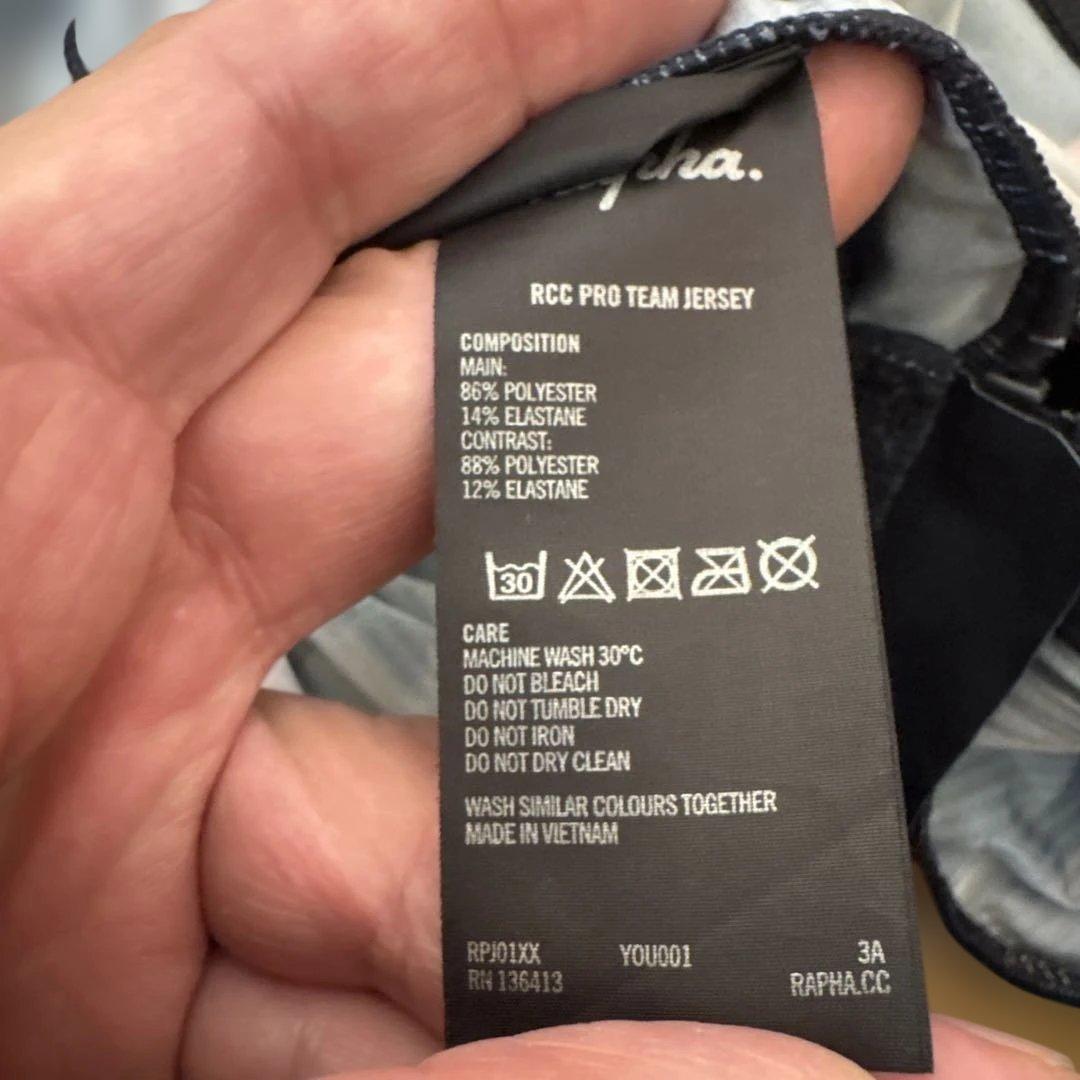 RCC PRO TEAM JERSEY
COMPOSITION
MAIN:
86% POLYESTER
14% ELASTANE
CONTRAST:
88% POLYESTER
12% ELASTANE
30
CARE
MACHINE WASH 30°C
DO NOT BLEACH
DO NOT TUMBLE DRY
DO NOT IRON
DO NOT DRY CLEAN
WASH SIMILAR COLOURS TOGETHER
MADE IN VIETNAM
RPJ01XX YOU001 3A
RN 136413 RAPHA.CC